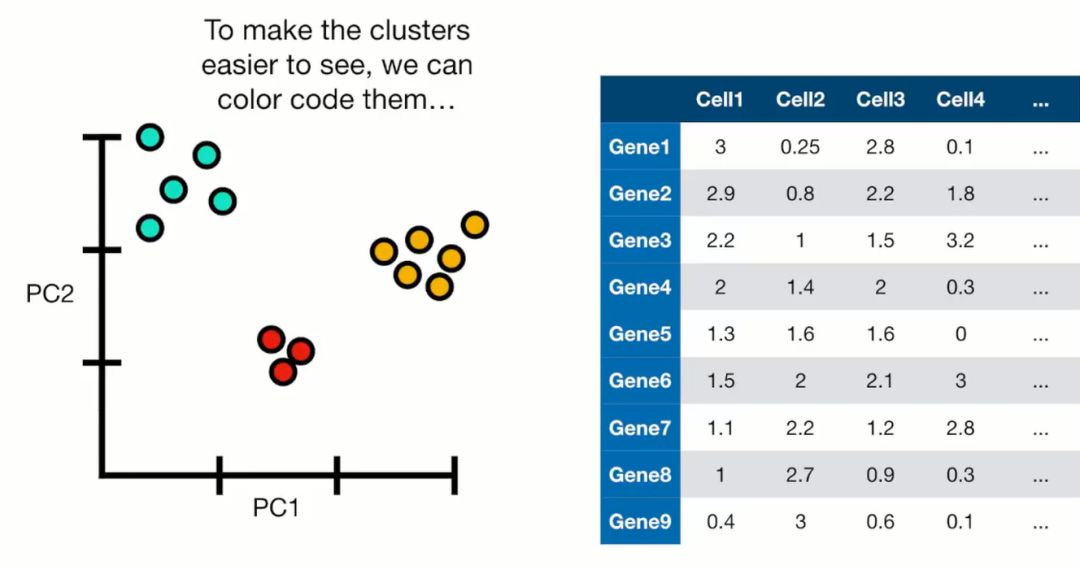 To make the clusters
easier to see, we can
color code them…
PC2
PC1
Cell1 Cell2 Cell3 Cell4 ...
Gene1 3 0.25 2.8 0.1 ...
Gene2 2.9 0.8 2.2 1.8 ...
Gene3 2.2 1 1.5 3.2 ...
Gene4 2 1.4 2 0.3 ...
Gene5 1.3 1.6 1.6 0 ...
Gene6 1.5 2 2.1 3 ...
Gene7 1.1 2.2 1.2 2.8 ...
Gene8 1 2.7 0.9 0.3 ...
Gene9 0.4 3 0.6 0.1 ...